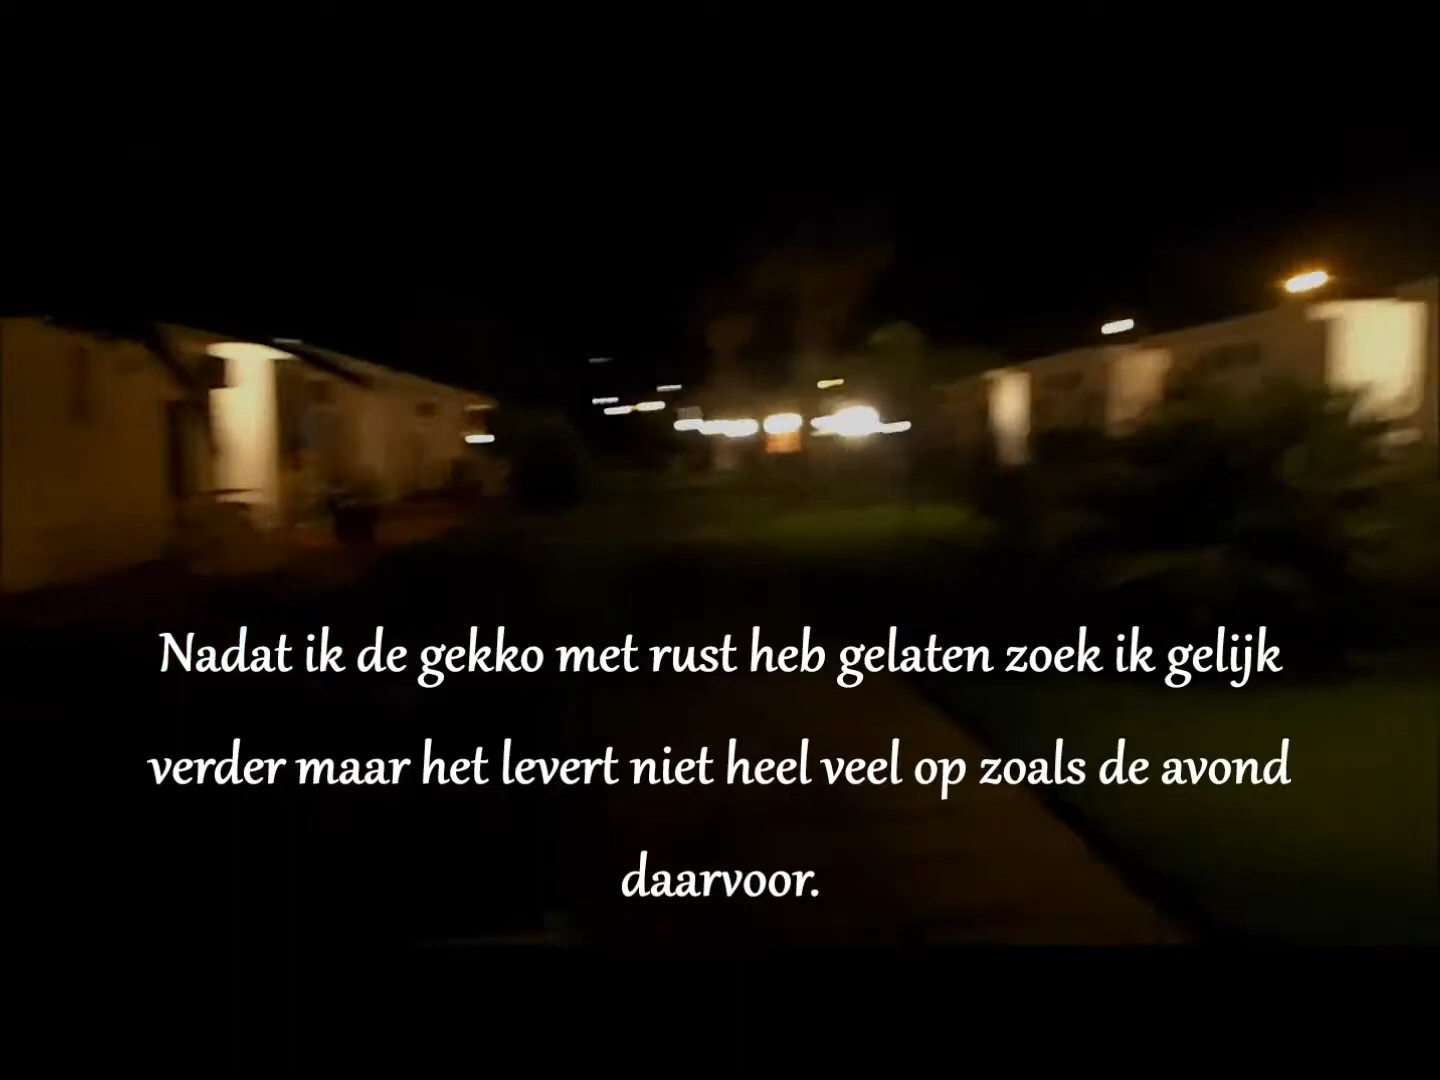 Nadat ik de gekko met rust heb gelaten zoek ik gelijk
verder maar het levert niet heel veel op zoals de avond
daarvoor.